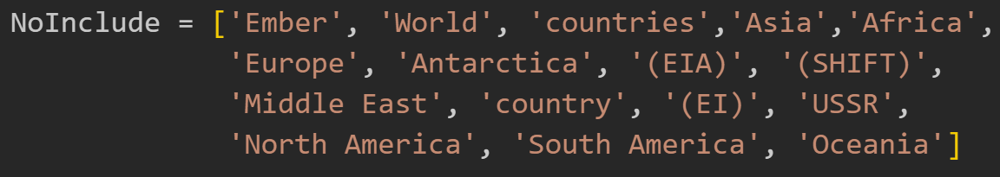 NoInclude = ['Ember', 'World', 'countries','Asia','Africa',
'Europe', 'Antarctica', '(EIA)', '(SHIFT)',
'Middle East', 'country', '(EI)', 'USSR',
'North America', 'South America', 'Oceania']